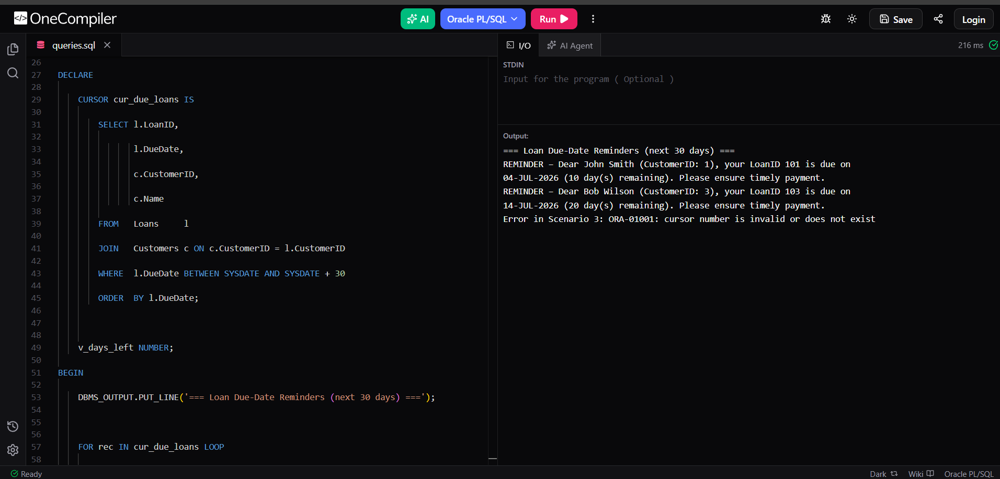 </> OneCompiler
AI
Oracle PL/SQL
Run
Save
Login
queries.sql
I/O
AI Agent
216 ms
26
27 DECLARE
28
29 CURSOR cur_due_loans IS
30
31 SELECT l.LoanID,
32
33 l.DueDate,
34
35 c.CustomerID,
36
37 c.Name
38
39 FROM Loans l
40
41 JOIN Customers c ON c.CustomerID = l.CustomerID
42
43 WHERE l.DueDate BETWEEN SYSDATE AND SYSDATE + 30
44
45 ORDER BY l.DueDate;
46
47
48
49 v_days_left NUMBER;
50
51 BEGIN
52
53 DBMS_OUTPUT.PUT_LINE('=== Loan Due-Date Reminders (next 30 days) ===');
54
55
56
57 FOR rec IN cur_due_loans LOOP
58
STDIN
Input for the program ( Optional )
Output:
=== Loan Due-Date Reminders (next 30 days) ===
REMINDER – Dear John Smith (CustomerID: 1), your LoanID 101 is due on
04-JUL-2026 (10 day(s) remaining). Please ensure timely payment.
REMINDER – Dear Bob Wilson (CustomerID: 3), your LoanID 103 is due on
14-JUL-2026 (20 day(s) remaining). Please ensure timely payment.
Error in Scenario 3: ORA-01001: cursor number is invalid or does not exist
Ready
Dark
Wiki
Oracle PL/SQL